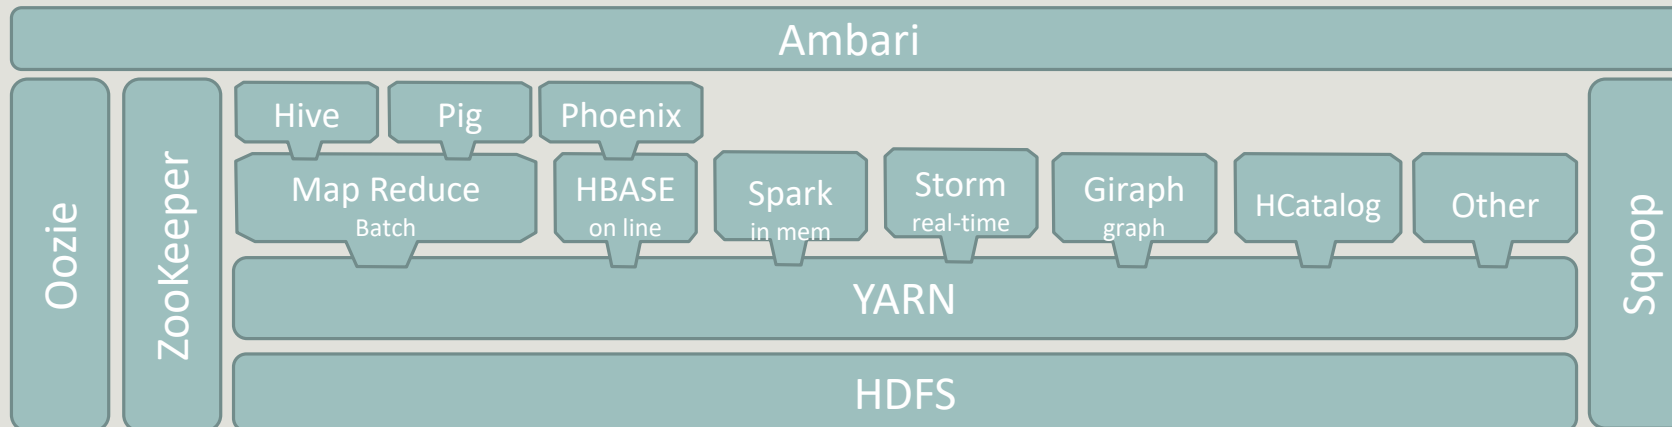 Ambari
Oozie
ZooKeeper
Hive
Pig
Phoenix
Map Reduce
Batch
HBASE
on line
Spark
in mem
Storm
real-time
Giraph
graph
HCatalog
Other
YARN
HDFS
Sqoop